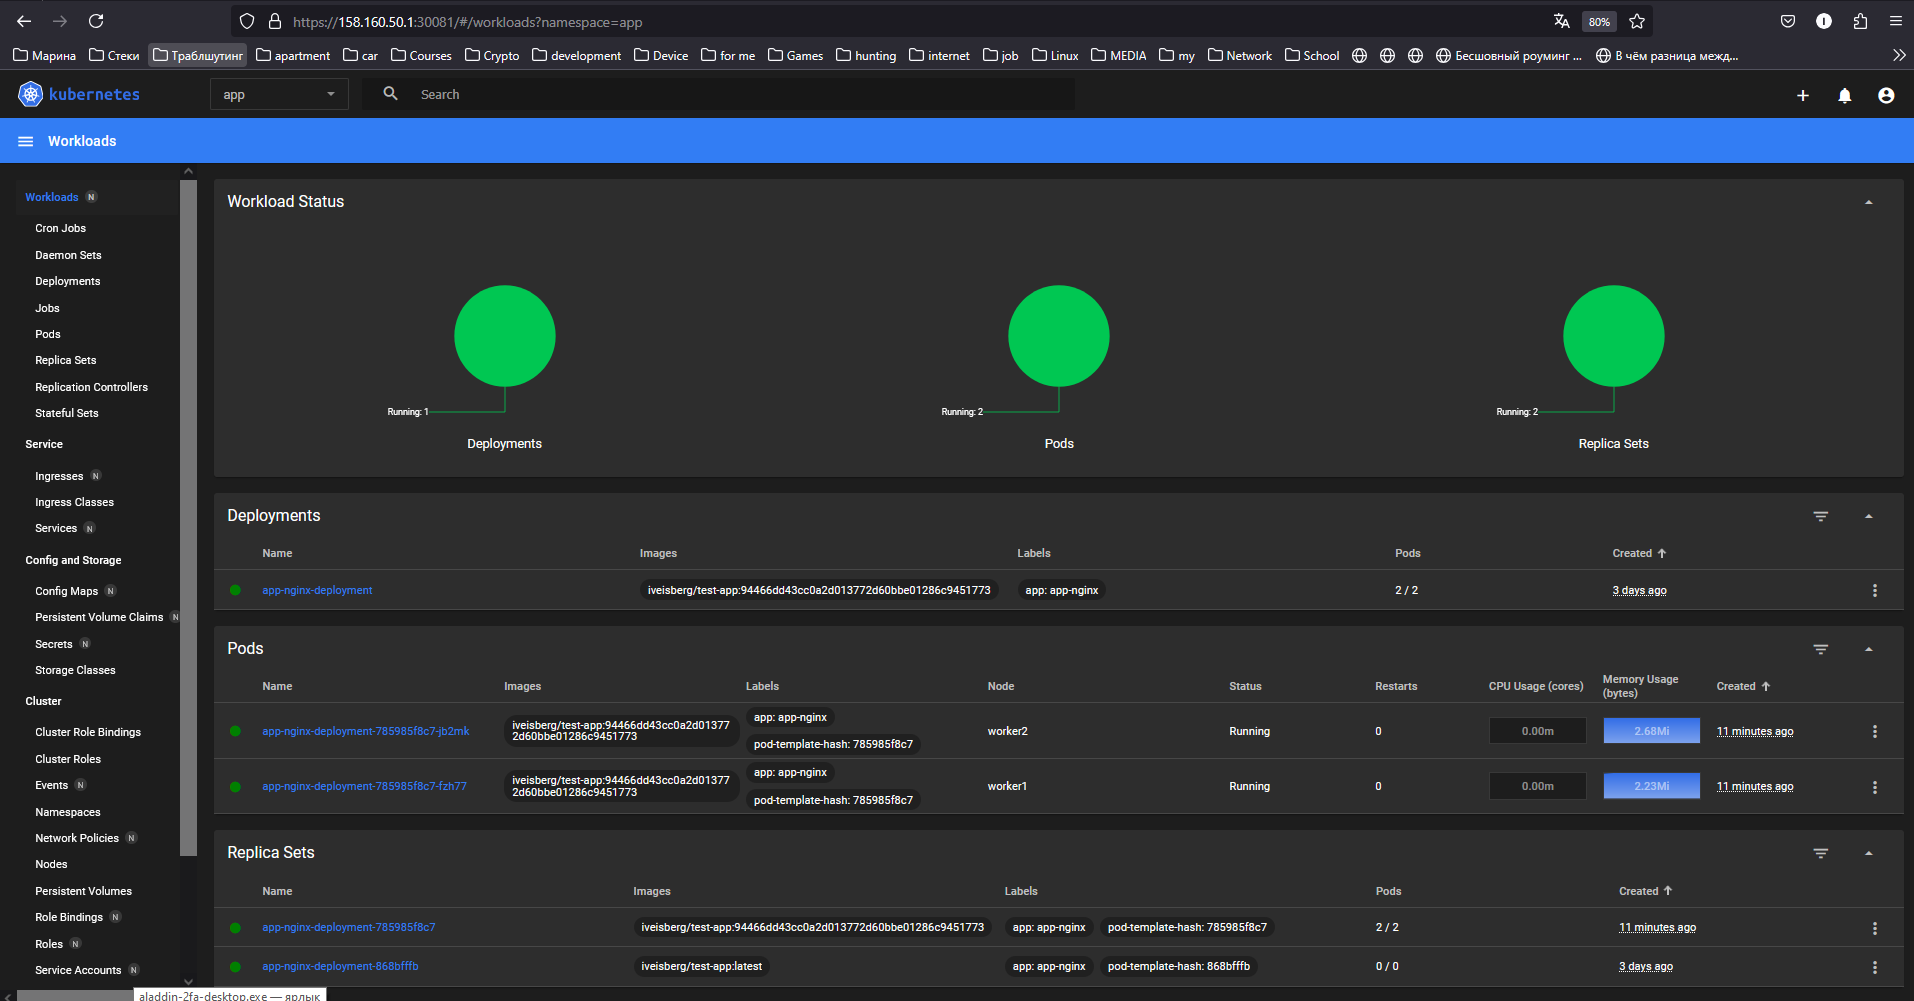 https://158.160.50.1:30081/#/workloads?namespace=app
80%
Марина Стеки Траблшутинг apartment car Courses Crypto development Device for me Games hunting internet job Linux MEDIA my Network School Бесшовный роуминг ... В чём разница межд...
kubernetes
app
Search
Workloads
Workloads N
Cron Jobs
Daemon Sets
Deployments
Jobs
Pods
Replica Sets
Replication Controllers
Stateful Sets
Service
Ingresses N
Ingress Classes
Services N
Config and Storage
Config Maps N
Persistent Volume Claims N
Secrets N
Storage Classes
Cluster
Cluster Role Bindings
Cluster Roles
Events N
Namespaces
Network Policies N
Nodes
Persistent Volumes
Role Bindings N
Roles N
Service Accounts N
aladdin-2fa-desktop.exe — ярлык
Workload Status
Running: 1
Deployments
Running: 2
Pods
Running: 2
Replica Sets
Deployments
Name Images Labels Pods Created
app-nginx-deployment iveisberg/test-app:94466dd43cc0a2d013772d60bbe01286c9451773 app: app-nginx 2 / 2 3 days ago
Pods
Name Images Labels Node Status Restarts CPU Usage (cores) Memory Usage (bytes) Created
app-nginx-deployment-785985f8c7-jb2mk iveisberg/test-app:94466dd43cc0a2d01377
2d60bbe01286c9451773 app: app-nginx
pod-template-hash: 785985f8c7 worker2 Running 0 0.00m 2.68Mi 11 minutes ago
app-nginx-deployment-785985f8c7-fzh77 iveisberg/test-app:94466dd43cc0a2d01377
2d60bbe01286c9451773 app: app-nginx
pod-template-hash: 785985f8c7 worker1 Running 0 0.00m 2.23Mi 11 minutes ago
Replica Sets
Name Images Labels Pods Created
app-nginx-deployment-785985f8c7 iveisberg/test-app:94466dd43cc0a2d013772d60bbe01286c9451773 app: app-nginx pod-template-hash: 785985f8c7 2 / 2 11 minutes ago
app-nginx-deployment-868bfffb iveisberg/test-app:latest app: app-nginx pod-template-hash: 868bfffb 0 / 0 3 days ago